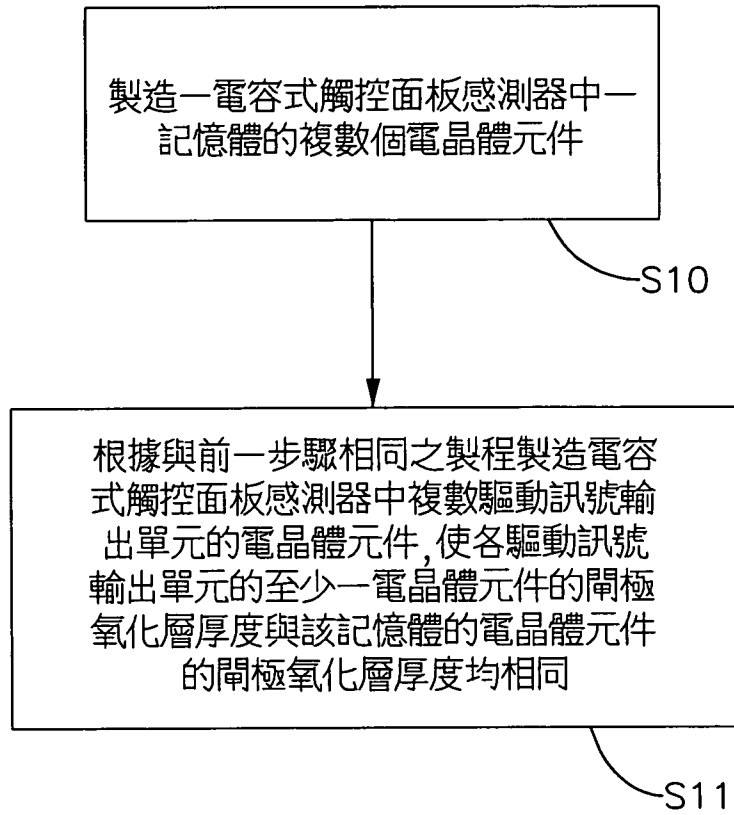 製造一電容式觸控面板感測器中一
記憶體的複數個電晶體元件
S10
根據與前一步驟相同之製程製造電容
式觸控面板感測器中複數驅動訊號輸
出單元的電晶體元件,使各驅動訊號
輸出單元的至少一電晶體元件的閘極
氧化層厚度與該記憶體的電晶體元件
的閘極氧化層厚度均相同
S11